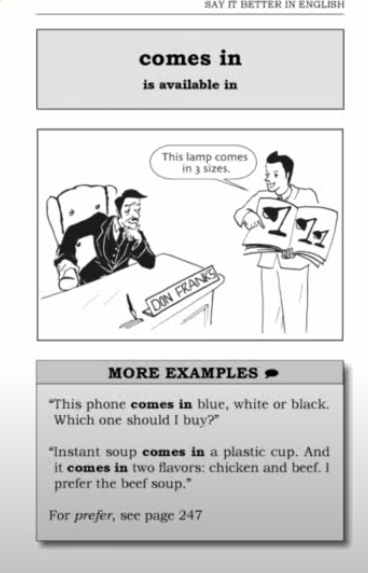 SAY IT BETTER IN ENGLISH
comes in
is available in
This lamp comes
in 3 sizes.
DON FRANKS
MORE EXAMPLES
“This phone comes in blue, white or black.
Which one should I buy?”
“Instant soup comes in a plastic cup. And
it comes in two flavors: chicken and beef. I
prefer the beef soup.”
For prefer, see page 247